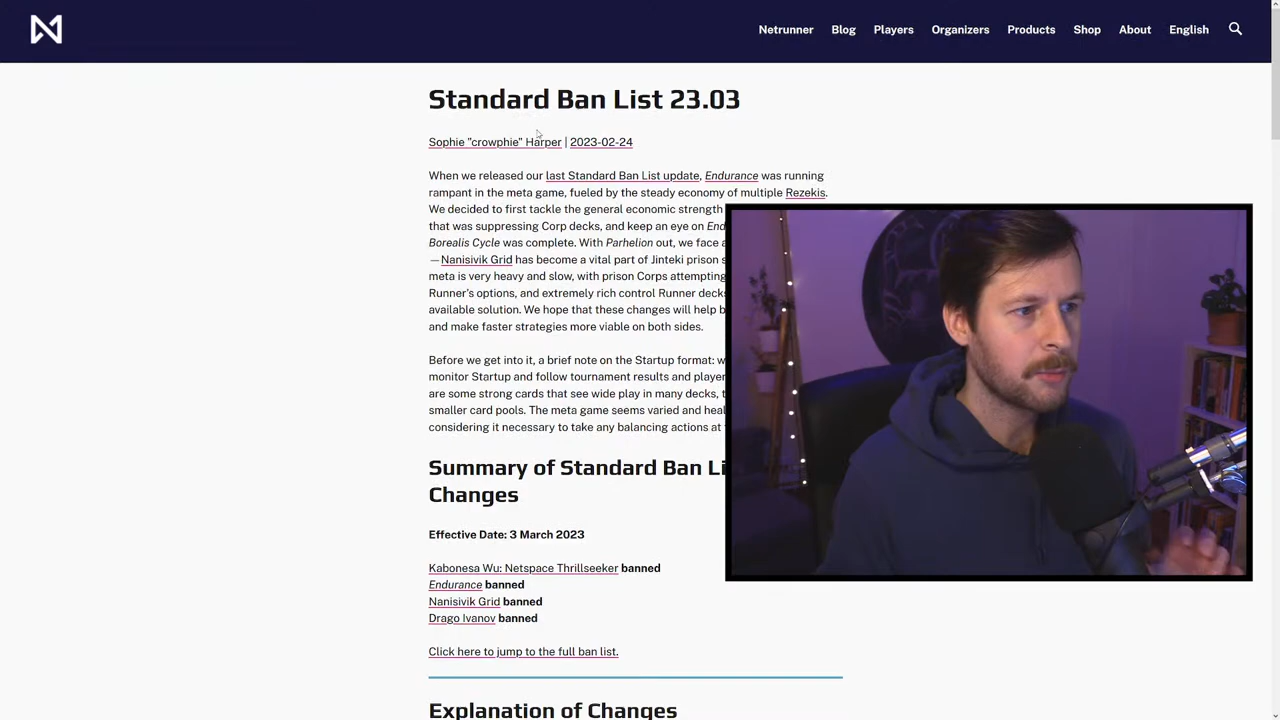 Netrunner Blog Players Organizers Products Shop About English
Standard Ban List 23.03
Sophie "crowphie" Harper | 2023-02-24
When we released our last Standard Ban List update, Endurance was running
rampant in the meta game, fueled by the steady economy of multiple Rezekis.
We decided to first tackle the general economic strength
that was suppressing Corp decks, and keep an eye on
Borealis Cycle was complete. With Parhelion out, we face
—Nanisivik Grid has become a vital part of Jinteki prison
meta is very heavy and slow, with prison Corps attempting
Runner's options, and extremely rich control Runner decks
available solution. We hope that these changes will help
and make faster strategies more viable on both sides.
Before we get into it, a brief note on the Startup format:
monitor Startup and follow tournament results and player
are some strong cards that see wide play in many decks,
smaller card pools. The meta game seems varied and
considering it necessary to take any balancing actions at
Summary of Standard Ban
Changes
Effective Date: 3 March 2023
Kabonesa Wu: Netspace Thrillseeker banned
Endurance banned
Nanisivik Grid banned
Drago Ivanov banned
Click here to jump to the full ban list.
Explanation of Changes